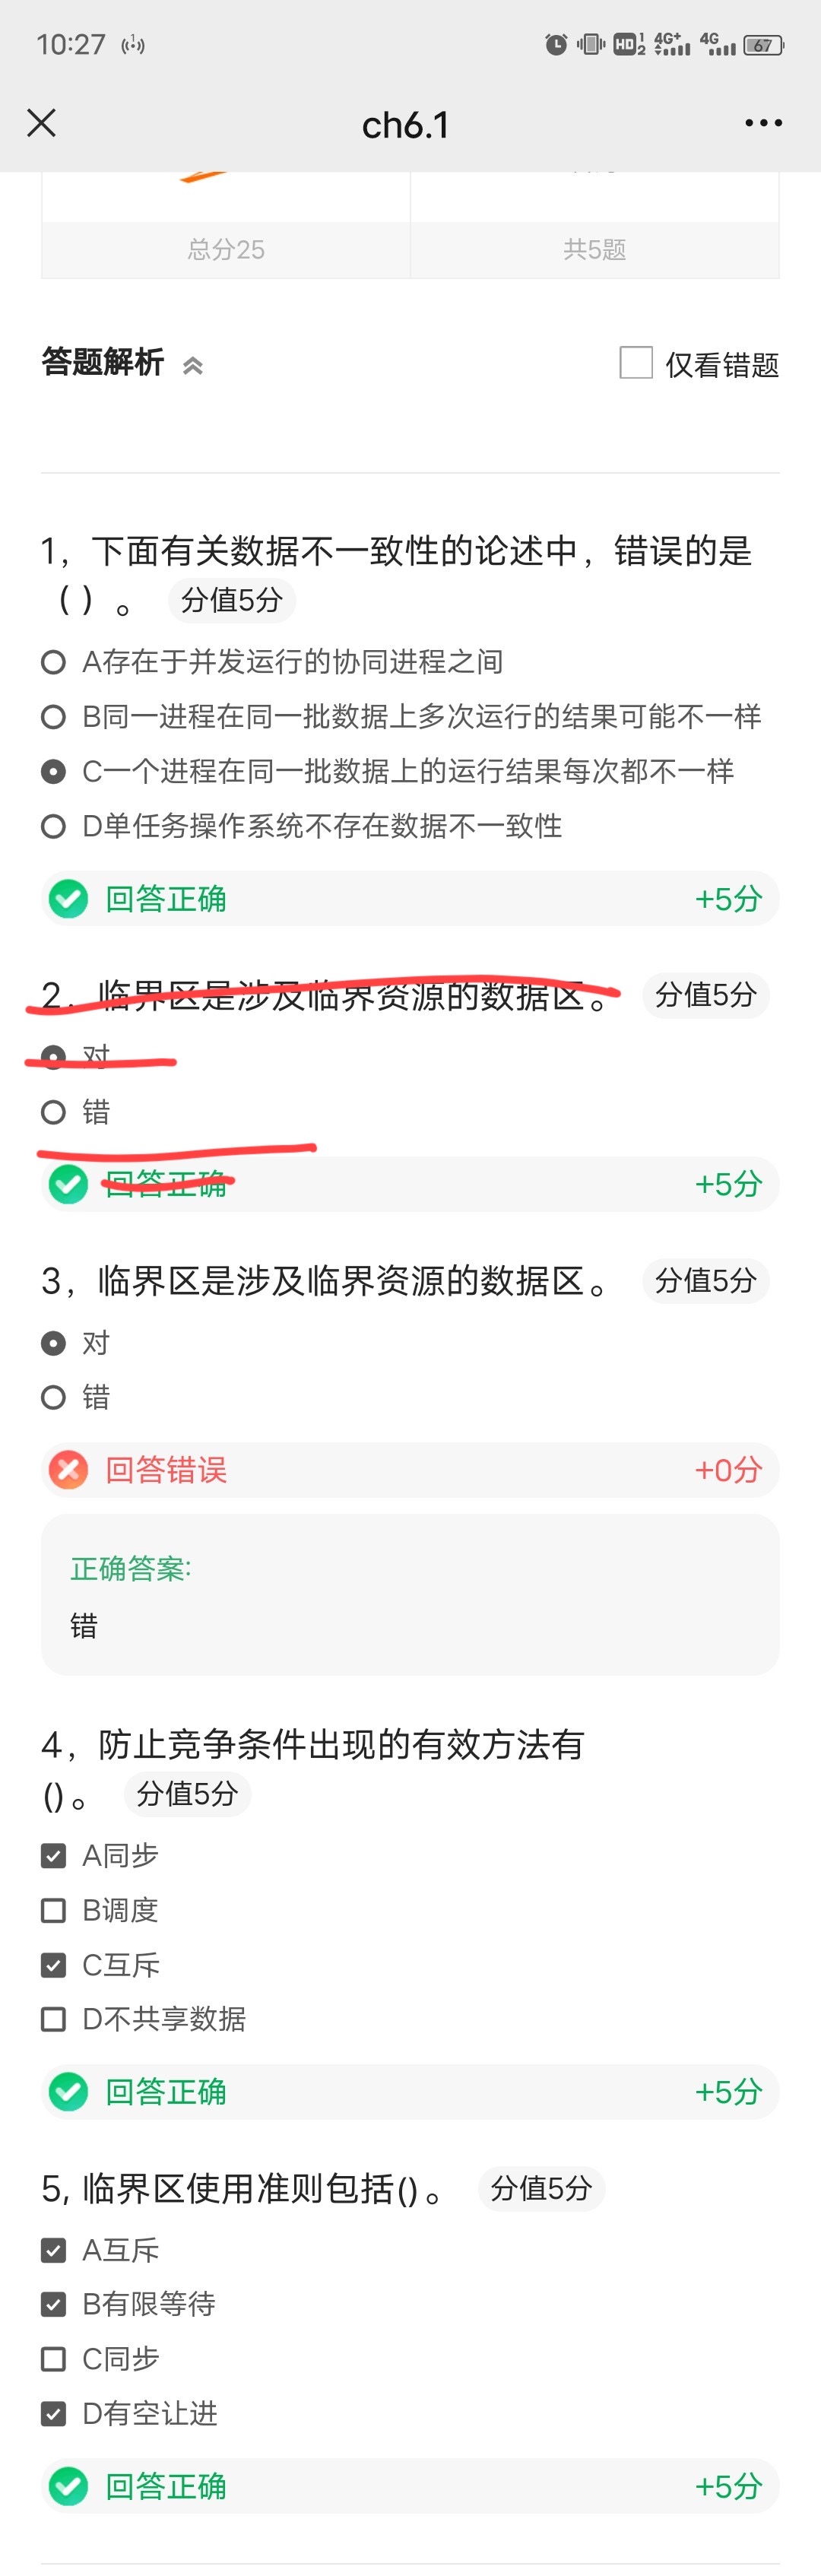 10:27
HD 1 2 4G+ 4G 67
ch6.1
总分25 共5题
答题解析 仅看错题
1，下面有关数据不一致性的论述中，错误的是
（）。 分值5分
A存在于并发运行的协同进程之间
B同一进程在同一批数据上多次运行的结果可能不一样
C一个进程在同一批数据上的运行结果每次都不一样
D单任务操作系统不存在数据不一致性
回答正确 +5分
2，临界区是涉及临界资源的数据区。 分值5分
对
错
回答正确 +5分
3，临界区是涉及临界资源的数据区。 分值5分
对
错
回答错误 +0分
正确答案:
错
4，防止竞争条件出现的有效方法有
()。 分值5分
A同步
B调度
C互斥
D不共享数据
回答正确 +5分
5, 临界区使用准则包括()。 分值5分
A互斥
B有限等待
C同步
D有空让进
回答正确 +5分